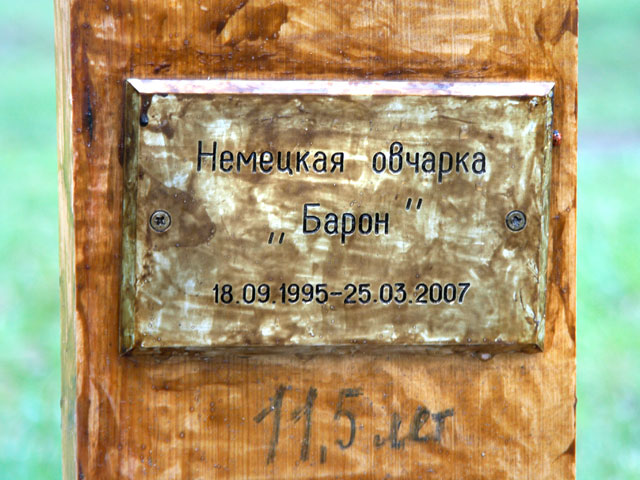 Немецкая овчарка
„Барон”
18.09.1995-25.03.2007
11,5 лет